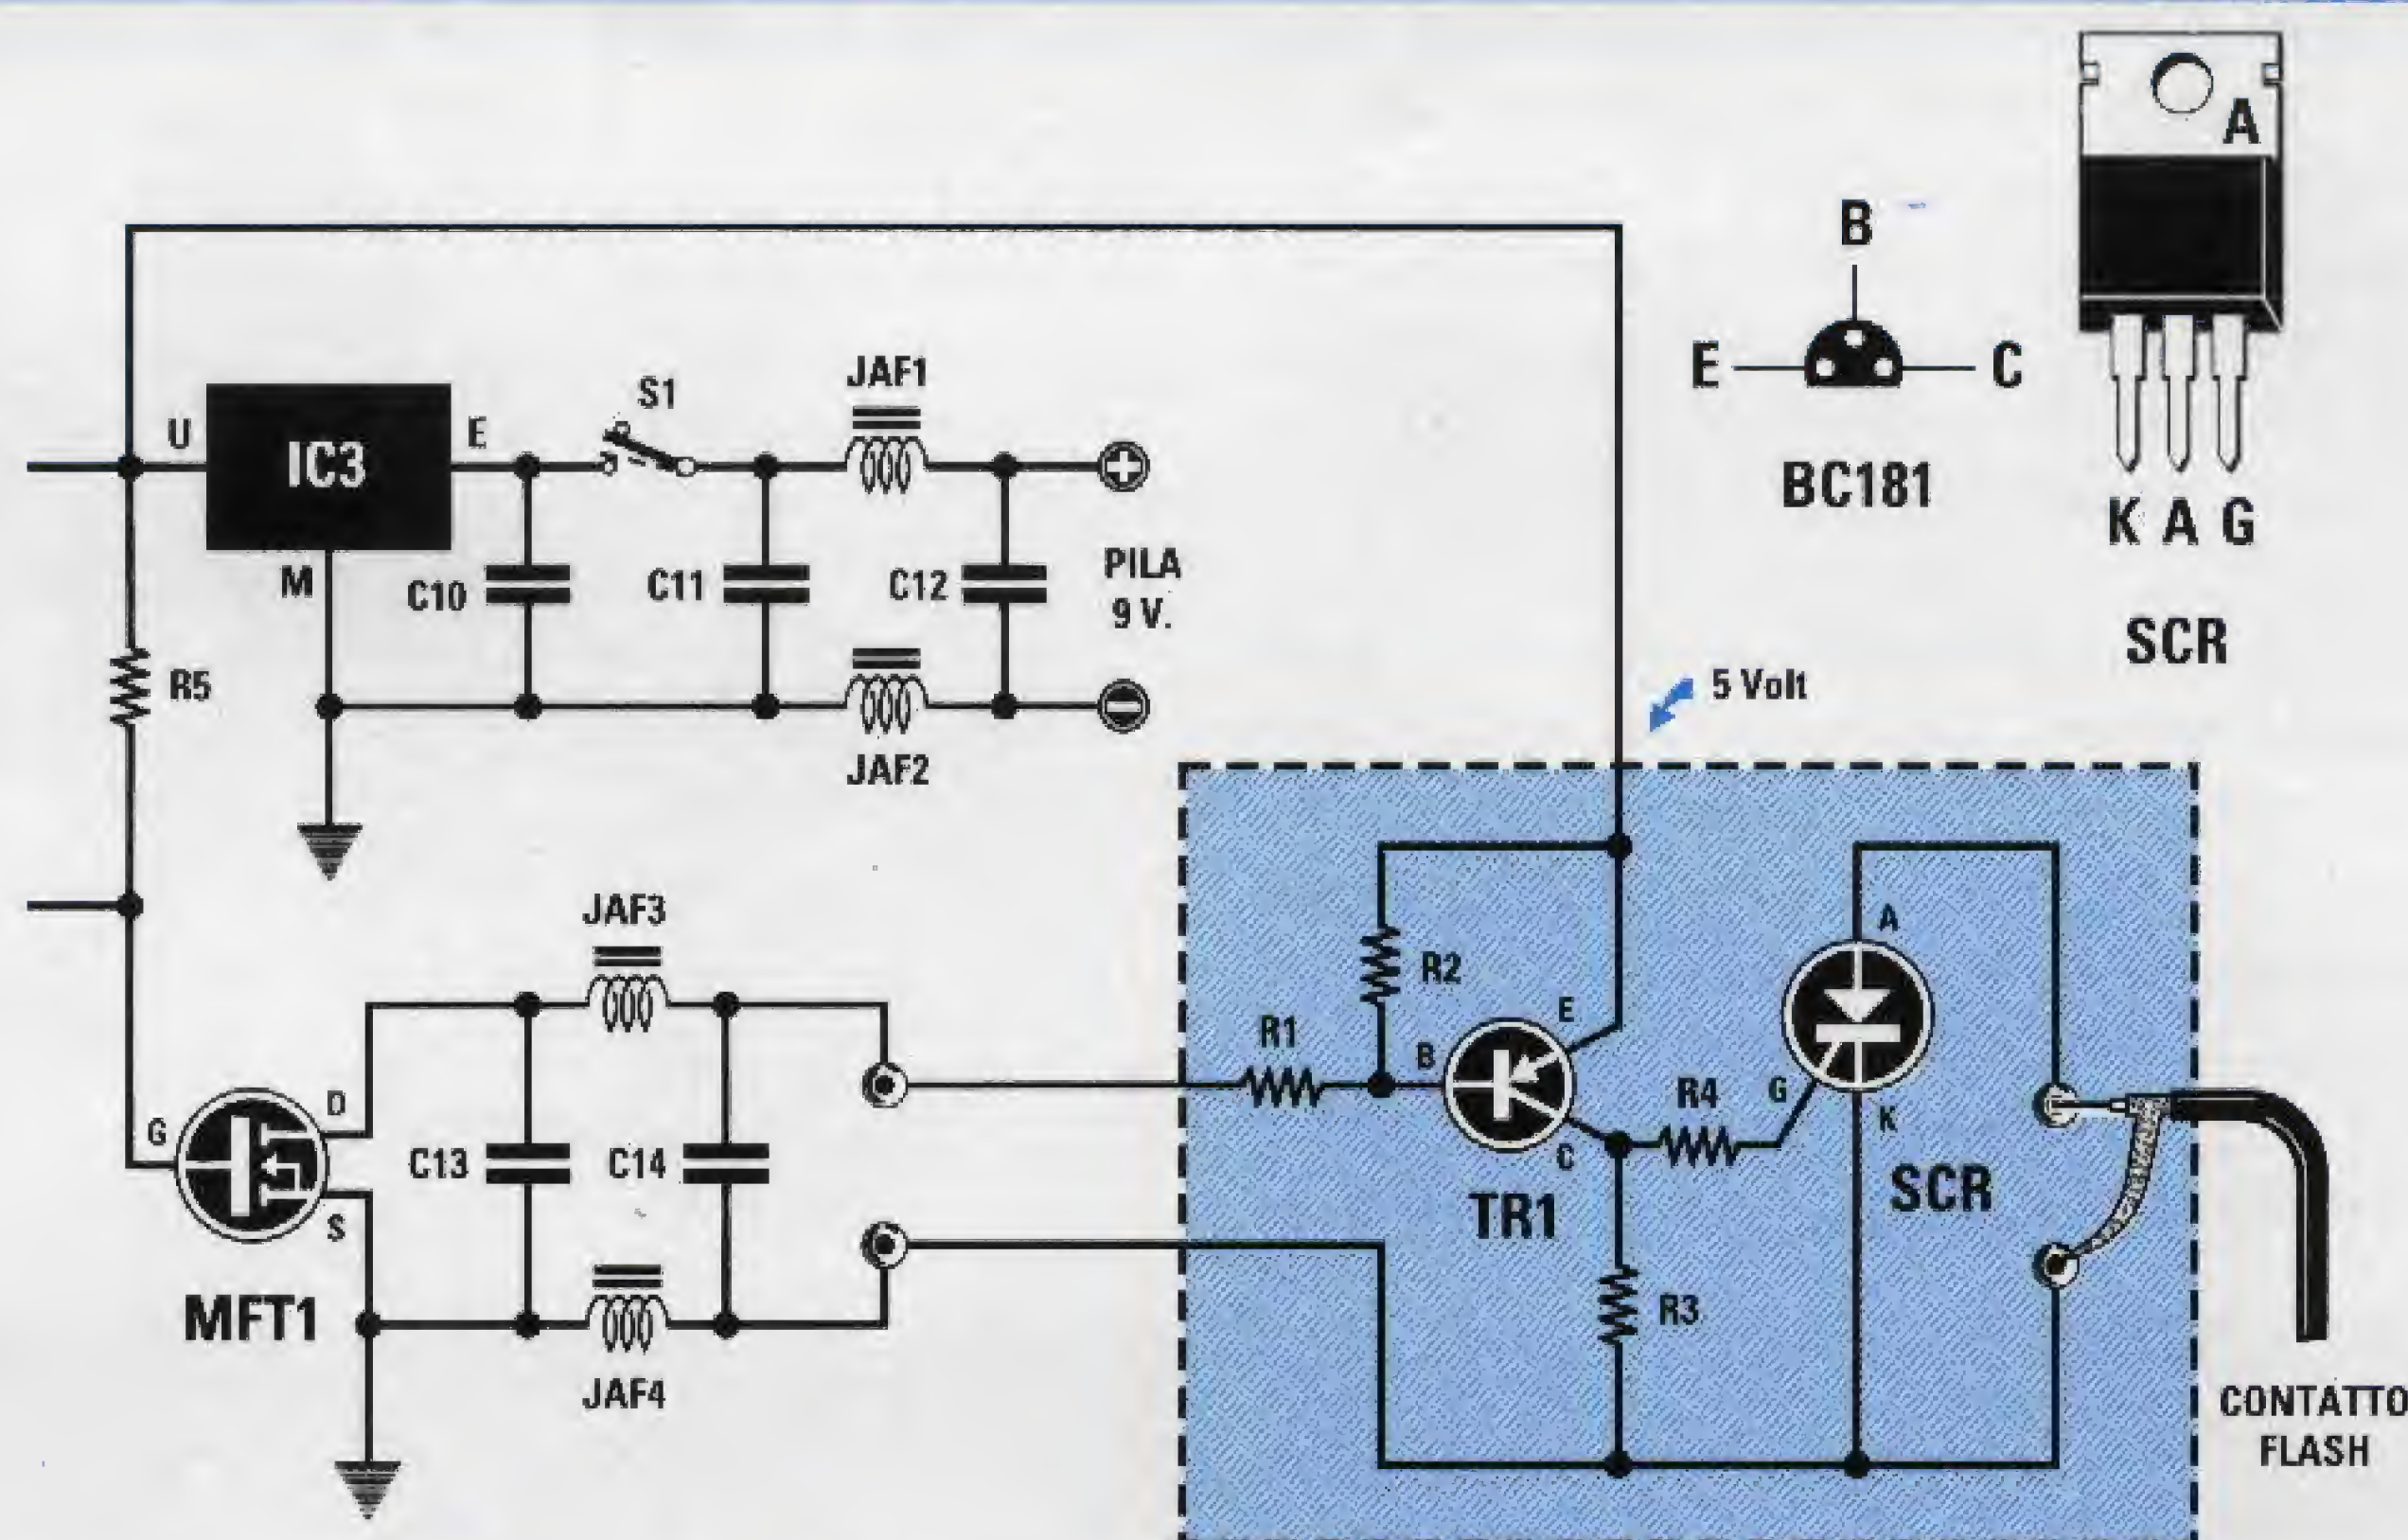 A
B
E
C
BC181
K A G
SCR
U
IC3
E
M
S1
JAF1
C10
C11
C12
PILA
9 V.
JAF2
R5
5 Volt
JAF3
D
G
S
MFT1
C13
C14
JAF4
R1
R2
B
E
C
TR1
R4
R3
A
G
K
SCR
CONTATTO
FLASH